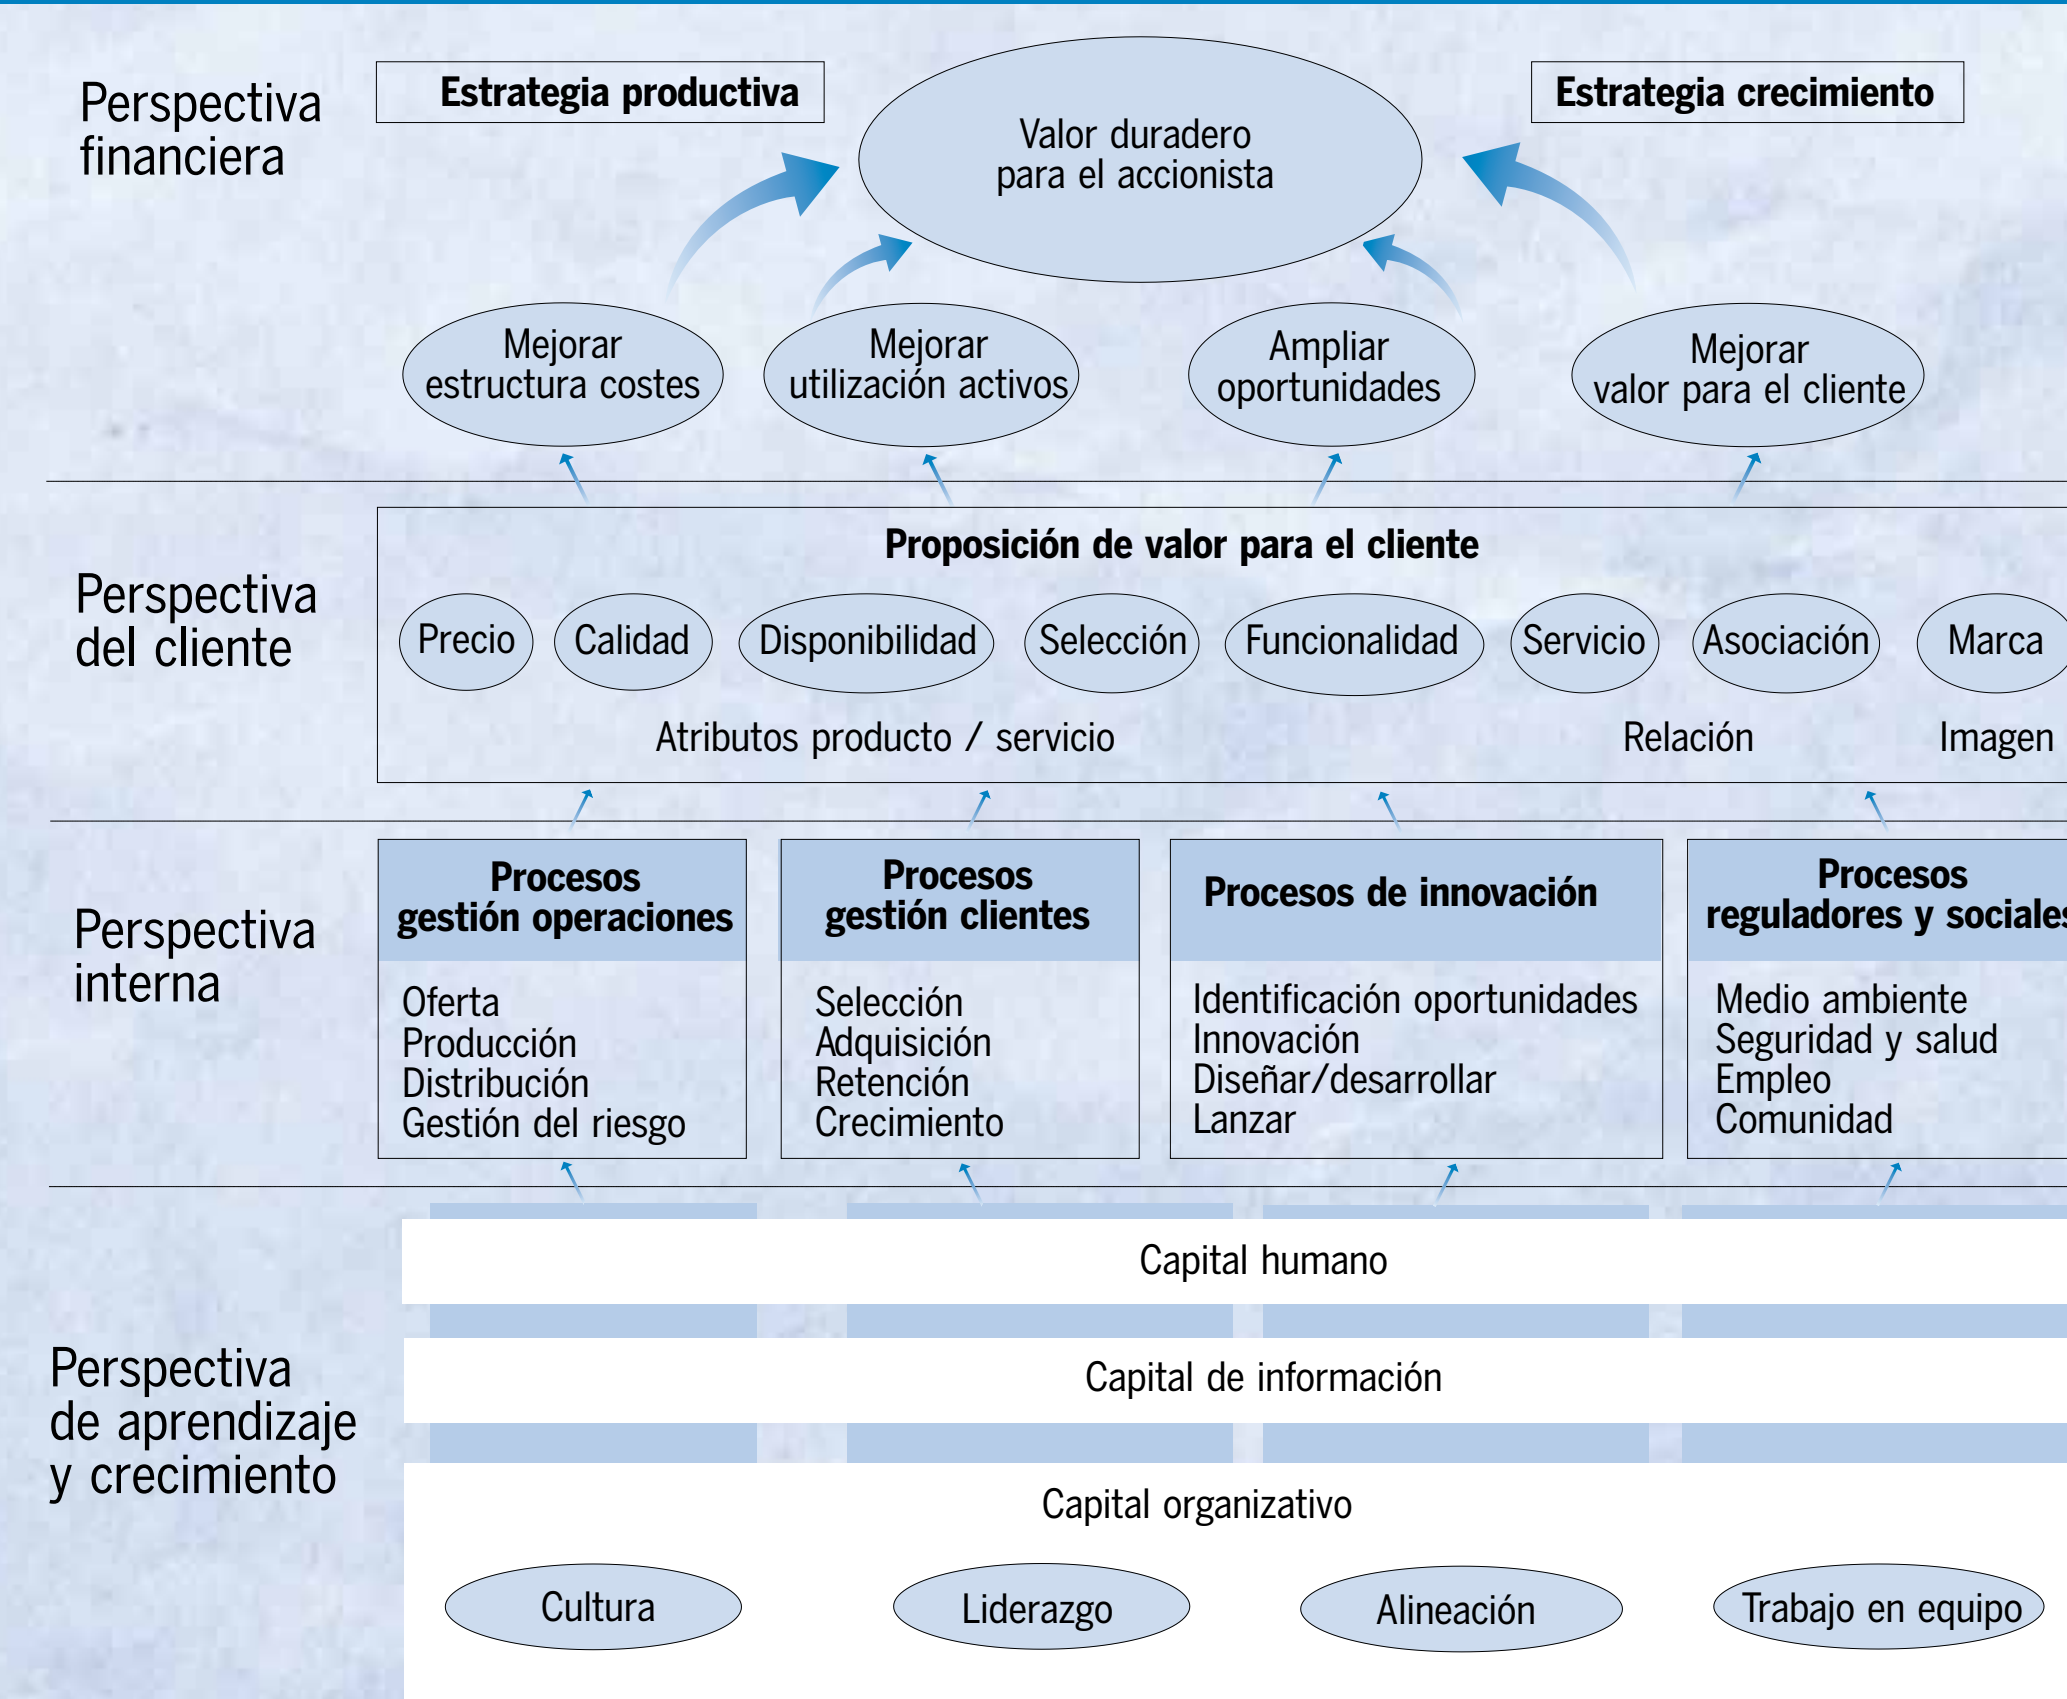 Perspectiva
financiera
Estrategia productiva
Valor duradero
para el accionista
Estrategia crecimiento
Mejorar
estructura costes
Mejorar
utilización activos
Ampliar
oportunidades
Mejorar
valor para el cliente
Perspectiva
del cliente
Proposición de valor para el cliente
Precio
Calidad
Disponibilidad
Selección
Funcionalidad
Servicio
Asociación
Marca
Atributos producto / servicio
Relación
Imagen
Perspectiva
interna
Procesos
gestión operaciones
Oferta
Producción
Distribución
Gestión del riesgo
Procesos
gestión clientes
Selección
Adquisición
Retención
Crecimiento
Procesos de innovación
Identificación oportunidades
Innovación
Diseñar/desarrollar
Lanzar
Procesos
reguladores y sociales
Medio ambiente
Seguridad y salud
Empleo
Comunidad
Perspectiva
de aprendizaje
y crecimiento
Capital humano
Capital de información
Capital organizativo
Cultura
Liderazgo
Alineación
Trabajo en equipo